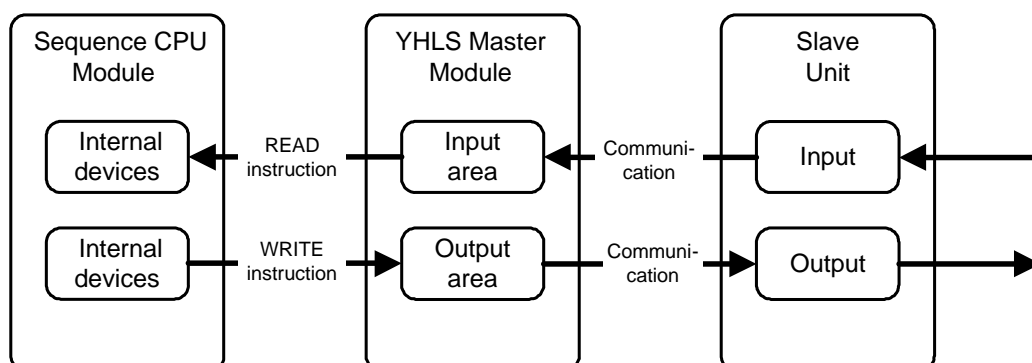 Sequence CPU
Module
YHLS Master
Module
Slave
Unit
Internal
devices
READ
instruction
Input
area
Communi-
cation
Input
Internal
devices
WRITE
instruction
Output
area
Communi-
cation
Output